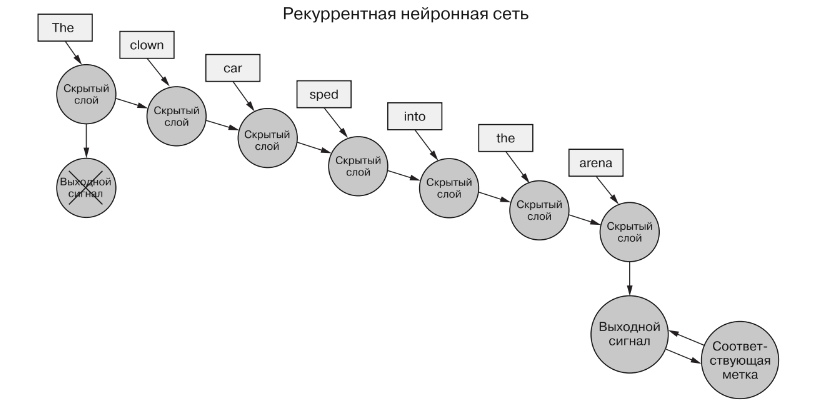 Рекуррентная нейронная сеть
The
clown
car
sped
into
the
arena
Скрытый
слой
Скрытый
слой
Скрытый
слой
Скрытый
слой
Скрытый
слой
Скрытый
слой
Скрытый
слой
Выходной
сигнал
Выходной
сигнал
Соответ-
ствующая
метка